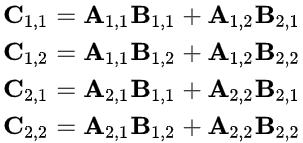 C₁,₁ = A₁,₁B₁,₁ + A₁,₂B₂,₁
C₁,₂ = A₁,₁B₁,₂ + A₁,₂B₂,₂
C₂,₁ = A₂,₁B₁,₁ + A₂,₂B₂,₁
C₂,₂ = A₂,₁B₁,₂ + A₂,₂B₂,₂